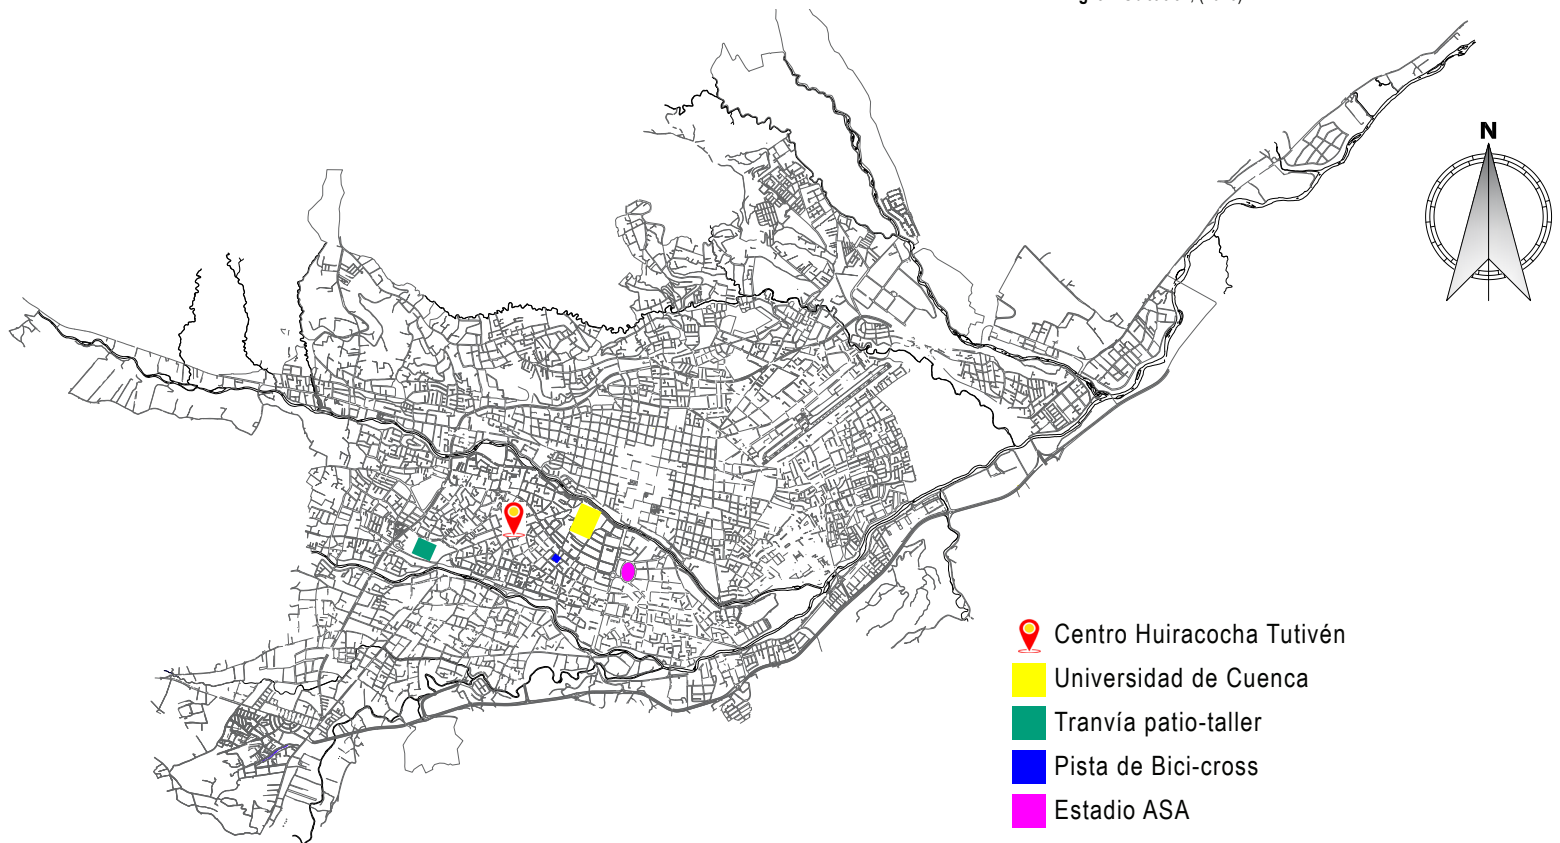 N
Centro Huiracocha Tutivén
Universidad de Cuenca
Tranvía patio-taller
Pista de Bici-cross
Estadio ASA